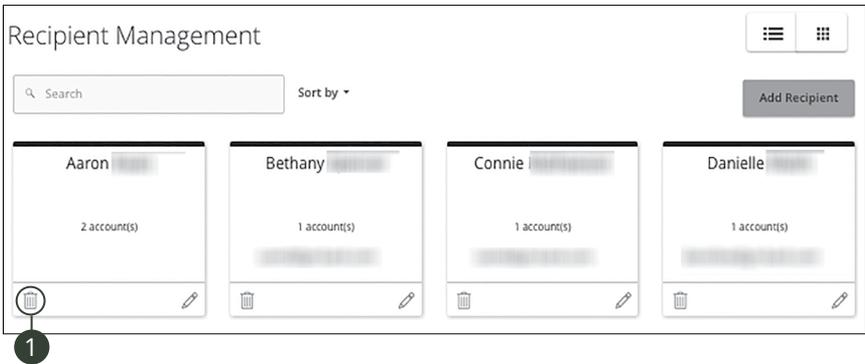 Recipient Management
Search
Sort by
Add Recipient
Aaron
Bethany
Connie
Danielle
2 account(s)
1 account(s)
1 account(s)
1 account(s)
1